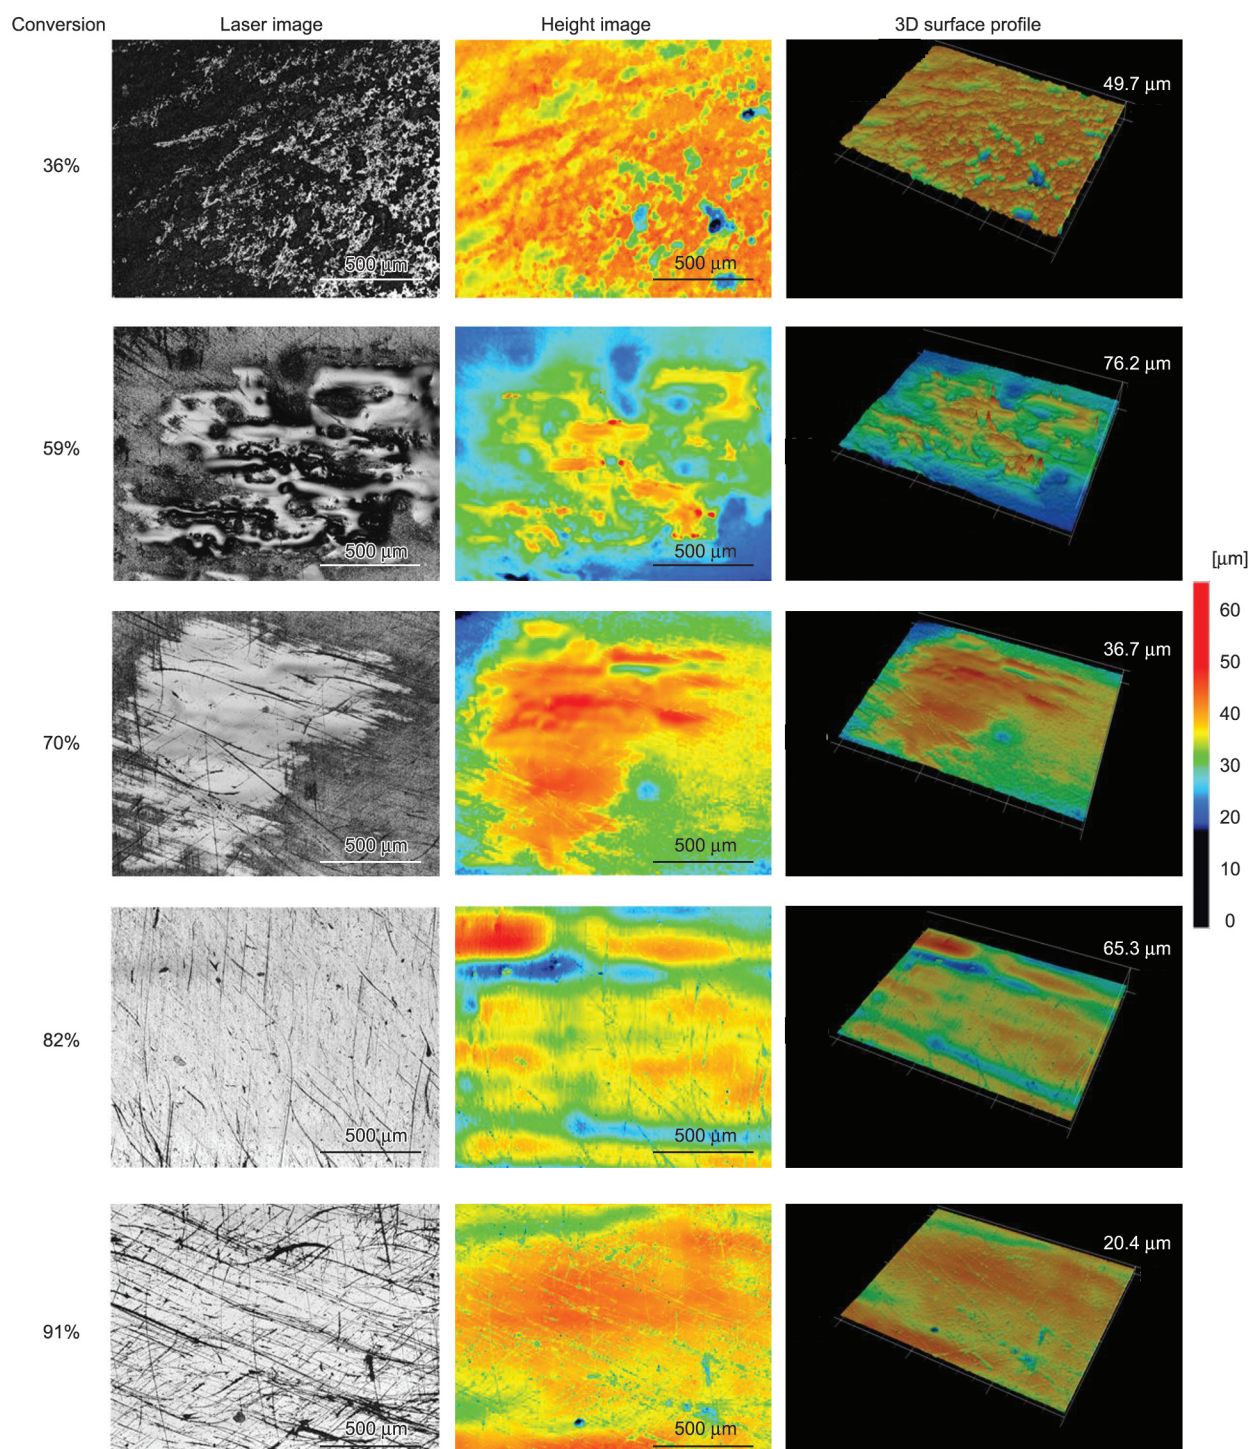 Conversion Laser image Height image 3D surface profile
36% 500 μm 500 μm 49.7 μm
59% 500 μm 500 μm 76.2 μm
70% 500 μm 500 μm 36.7 μm
82% 500 μm 500 μm 65.3 μm
91% 500 μm 500 μm 20.4 μm
[μm]
60
50
40
30
20
10
0